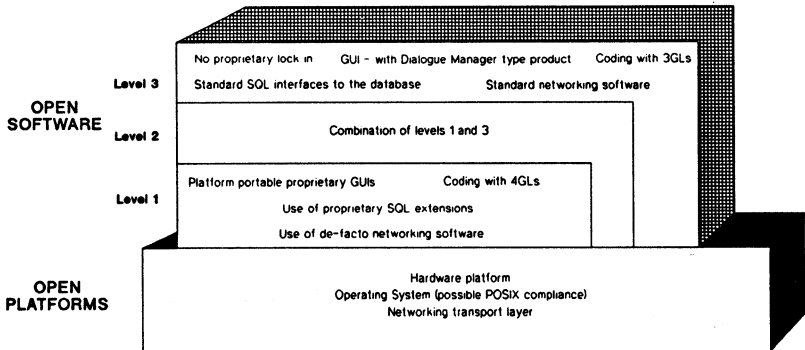 No proprietary lock in GUI - with Dialogue Manager type product Coding with 3GLs
Level 3 Standard SQL interfaces to the database Standard networking software
OPEN
SOFTWARE
Level 2 Combination of levels 1 and 3
Platform portable proprietary GUIs Coding with 4GLs
Level 1
Use of proprietary SQL extensions
Use of de-facto networking software
OPEN
PLATFORMS
Hardware platform
Operating System (possible POSIX compliance)
Networking transport layer